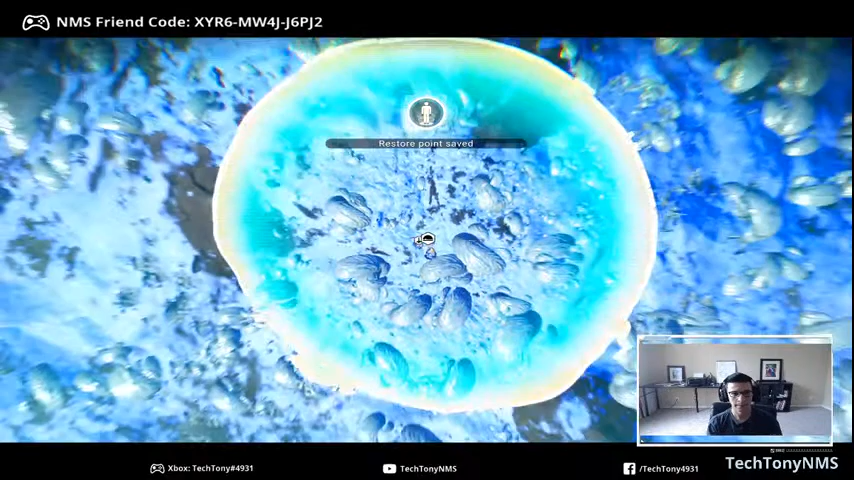 NMS Friend Code: XYR6-MW4J-J6PJ2
Restore point saved
Xbox: TechTony#4931
TechTonyNMS
/TechTony4931
TechTonyNMS